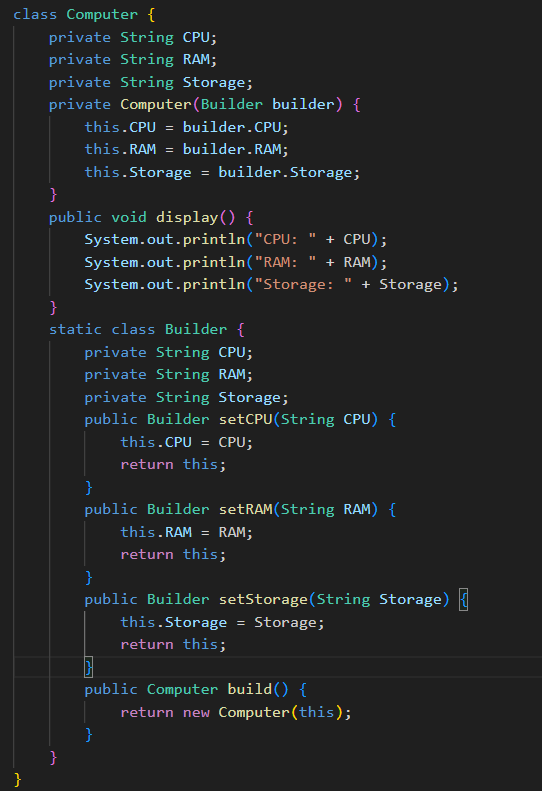 class Computer {
    private String CPU;
    private String RAM;
    private String Storage;
    private Computer(Builder builder) {
        this.CPU = builder.CPU;
        this.RAM = builder.RAM;
        this.Storage = builder.Storage;
    }
    public void display() {
        System.out.println("CPU: " + CPU);
        System.out.println("RAM: " + RAM);
        System.out.println("Storage: " + Storage);
    }
    static class Builder {
        private String CPU;
        private String RAM;
        private String Storage;
        public Builder setCPU(String CPU) {
            this.CPU = CPU;
            return this;
        }
        public Builder setRAM(String RAM) {
            this.RAM = RAM;
            return this;
        }
        public Builder setStorage(String Storage) {
            this.Storage = Storage;
            return this;
        }
        public Computer build() {
            return new Computer(this);
        }
    }
}